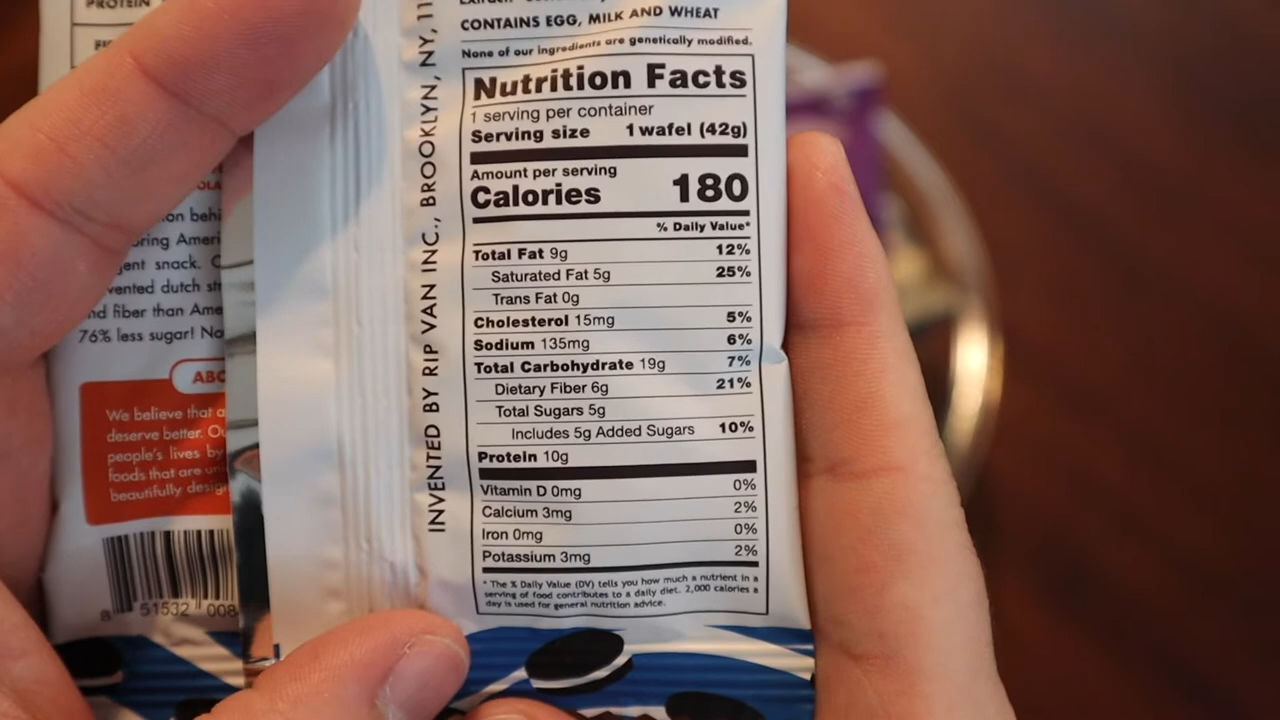 PROTEIN
CONTAINS EGG, MILK AND WHEAT
None of our ingredients are genetically modified.
Nutrition Facts
1 serving per container
Serving size 1 wafel (42g)
Amount per serving
Calories 180
% Daily Value*
Total Fat 9g 12%
Saturated Fat 5g 25%
Trans Fat 0g
Cholesterol 15mg 5%
Sodium 135mg 6%
Total Carbohydrate 19g 7%
Dietary Fiber 6g 21%
Total Sugars 5g
Includes 5g Added Sugars 10%
Protein 10g
Vitamin D 0mg 0%
Calcium 3mg 2%
Iron 0mg 0%
Potassium 3mg 2%
* The % Daily Value (DV) tells you how much a nutrient in a
serving of food contributes to a daily diet. 2,000 calories a
day is used for general nutrition advice.
INVENTED BY RIP VAN INC., BROOKLYN, NY, 11
on behi
ring Ameri
gent snack.
vented dutch st
nd fiber than Ame
76% less sugar! No
ABO
We believe that a
deserve better. Ou
people's lives by
foods that are un
beautifully desig
8 51532 008